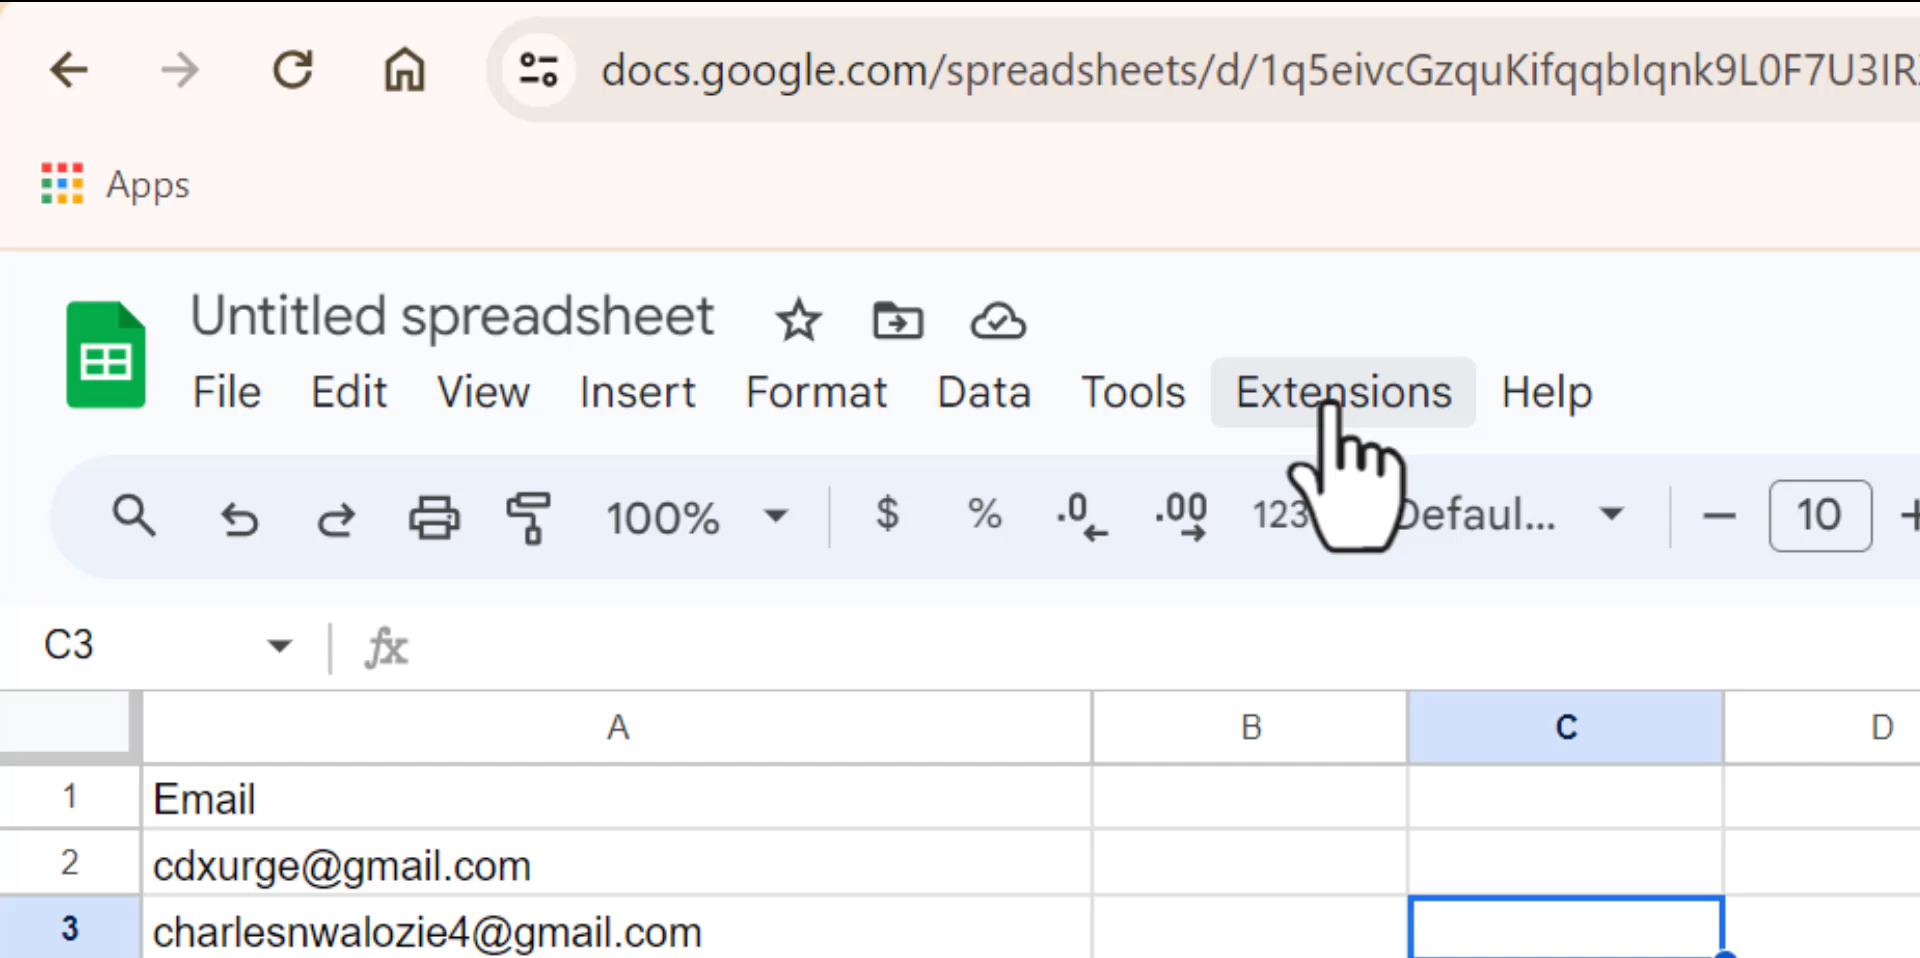 docs.google.com/spreadsheets/d/1q5eivcGzquKifqqbIqnk9L0F7U3IR
Apps
Untitled spreadsheet
File Edit View Insert Format Data Tools Extensions Help
100% $ % .0 .00 123 Defaul... 10
C3 fx
A B C D
1 Email
2 cdxurge@gmail.com
3 charlesnwalozie4@gmail.com